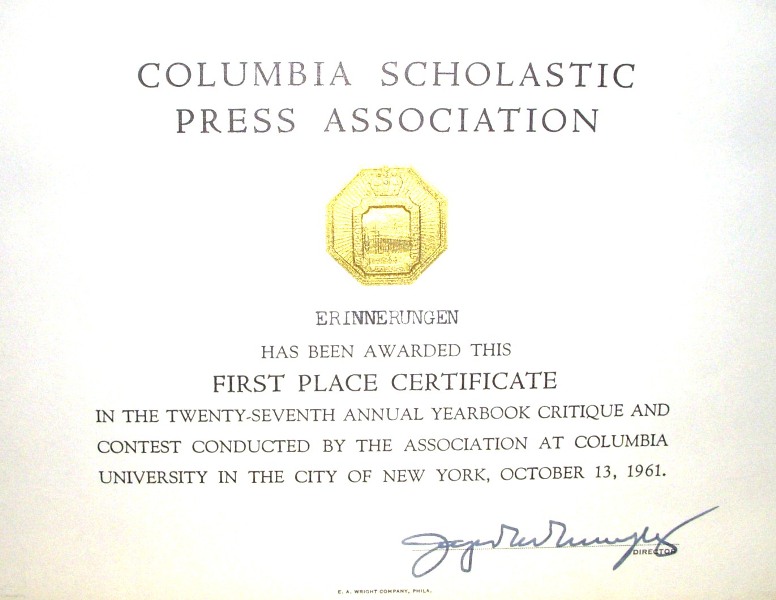 COLUMBIA SCHOLASTIC
PRESS ASSOCIATION
ERINNERUNGEN
HAS BEEN AWARDED THIS
FIRST PLACE CERTIFICATE
IN THE TWENTY-SEVENTH ANNUAL YEARBOOK CRITIQUE AND
CONTEST CONDUCTED BY THE ASSOCIATION AT COLUMBIA
UNIVERSITY IN THE CITY OF NEW YORK, OCTOBER 13, 1961.
DIRECTOR
E. A. WRIGHT COMPANY, PHILA.